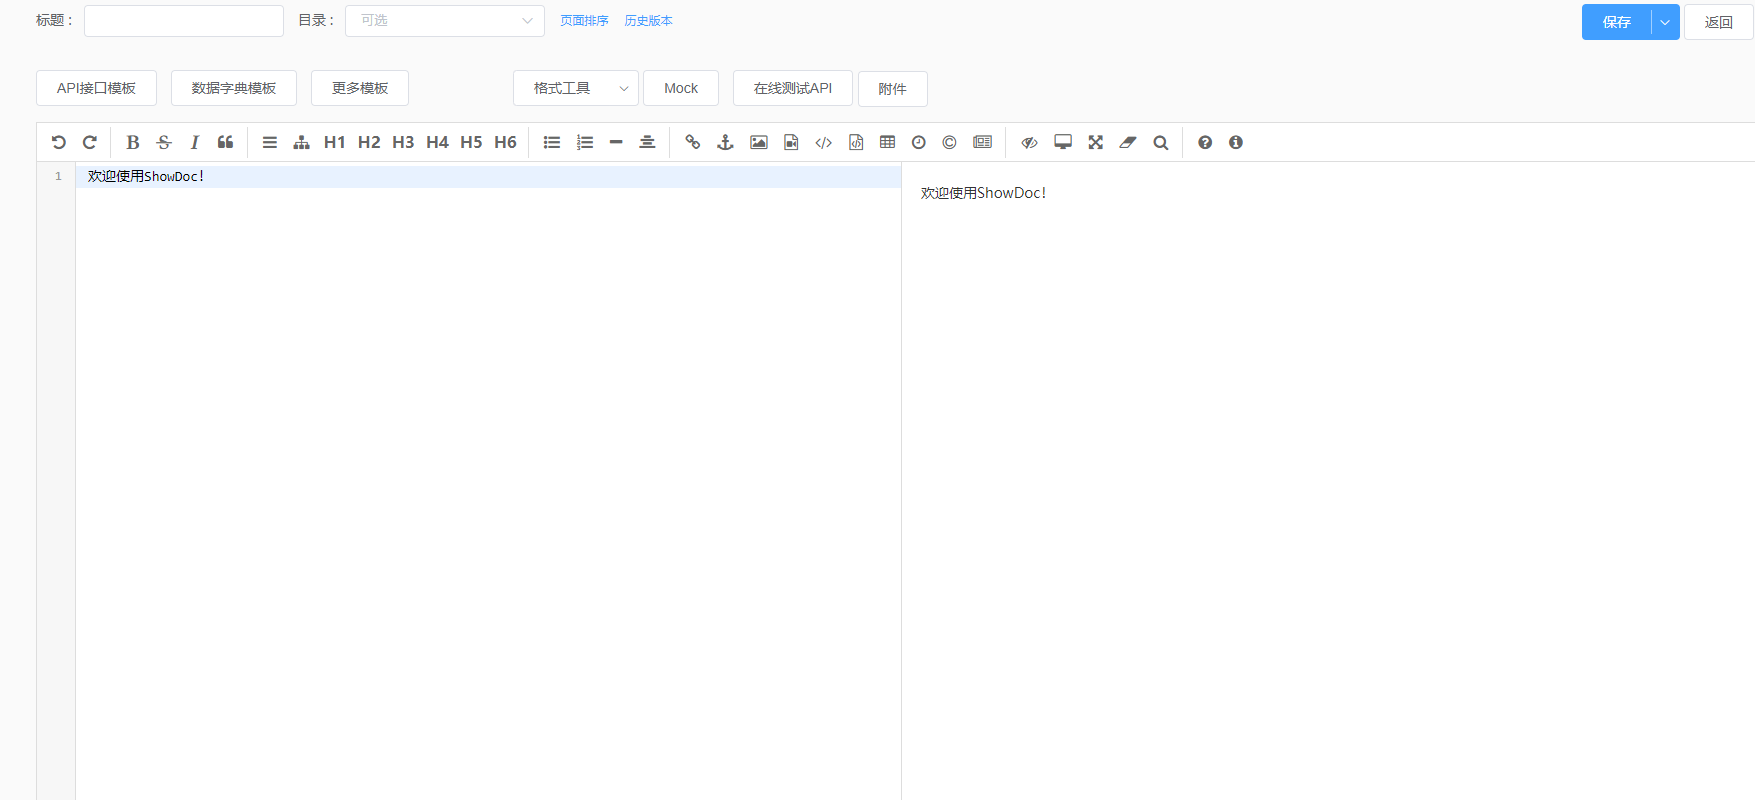 标题： 目录： 可选 页面排序 历史版本 保存 返回
API接口模板 数据字典模板 更多模板 格式工具 Mock 在线测试API 附件
B S I H1 H2 H3 H4 H5 H6
1 欢迎使用ShowDoc！
欢迎使用ShowDoc！